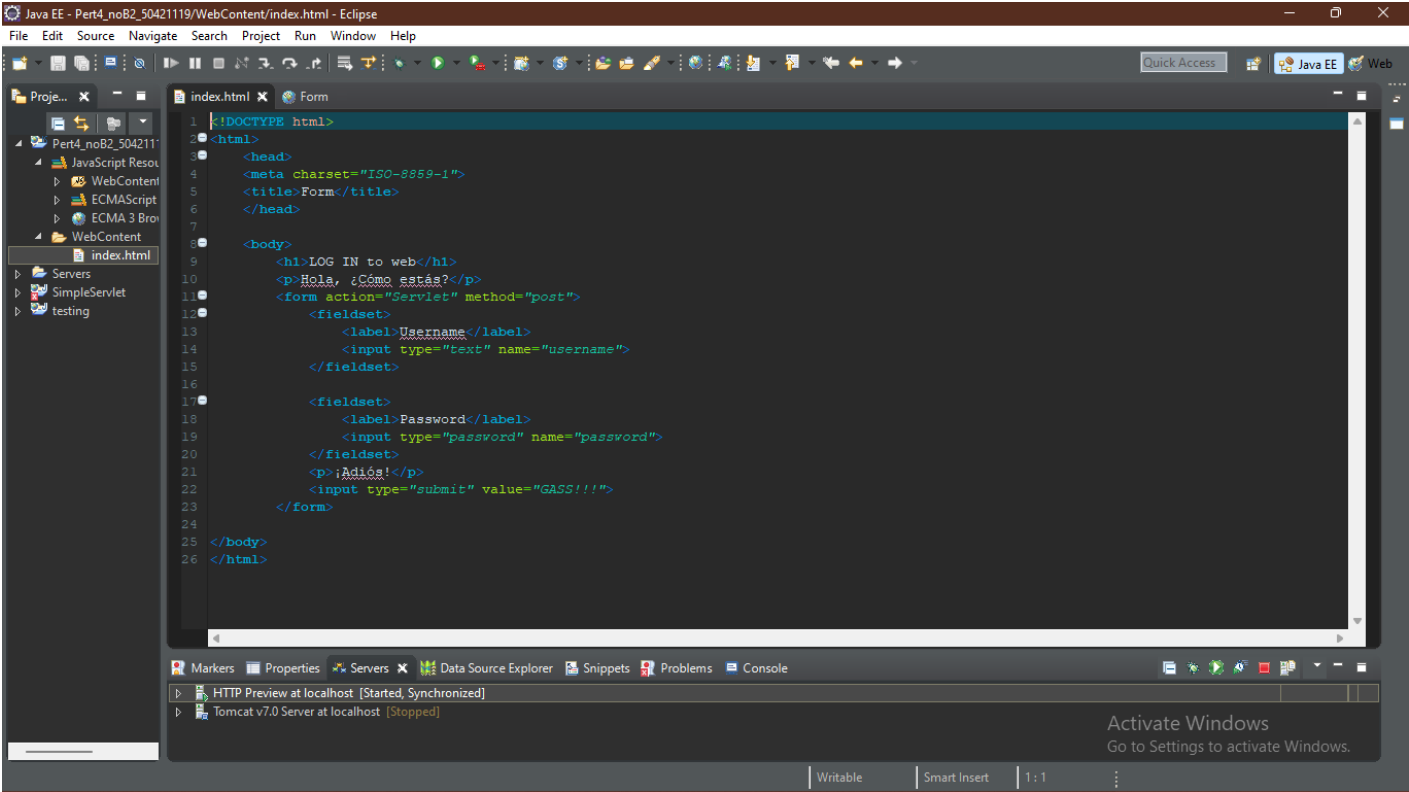 Java EE - Pert4_noB2_50421119/WebContent/index.html - Eclipse
File Edit Source Navigate Search Project Run Window Help
Quick Access Java EE Web
Proje...
index.html Form
Pert4_noB2_504211
JavaScript Resou
WebContent
ECMAScript
ECMA 3 Brow
WebContent
index.html
Servers
SimpleServlet
testing
1 <!DOCTYPE html>
2 <html>
3 <head>
4 <meta charset="ISO-8859-1">
5 <title>Form</title>
6 </head>
7
8 <body>
9 <h1>LOG IN to web</h1>
10 <p>Hola, ¿Cómo estás?</p>
11 <form action="Servlet" method="post">
12 <fieldset>
13 <label>Username</label>
14 <input type="text" name="username">
15 </fieldset>
16
17 <fieldset>
18 <label>Password</label>
19 <input type="password" name="password">
20 </fieldset>
21 <p>¡Adiós!</p>
22 <input type="submit" value="GASS!!!">
23 </form>
24
25 </body>
26 </html>
Markers Properties Servers Data Source Explorer Snippets Problems Console
HTTP Preview at localhost [Started, Synchronized]
Tomcat v7.0 Server at localhost [Stopped]
Activate Windows
Go to Settings to activate Windows.
Writable Smart Insert 1 : 1